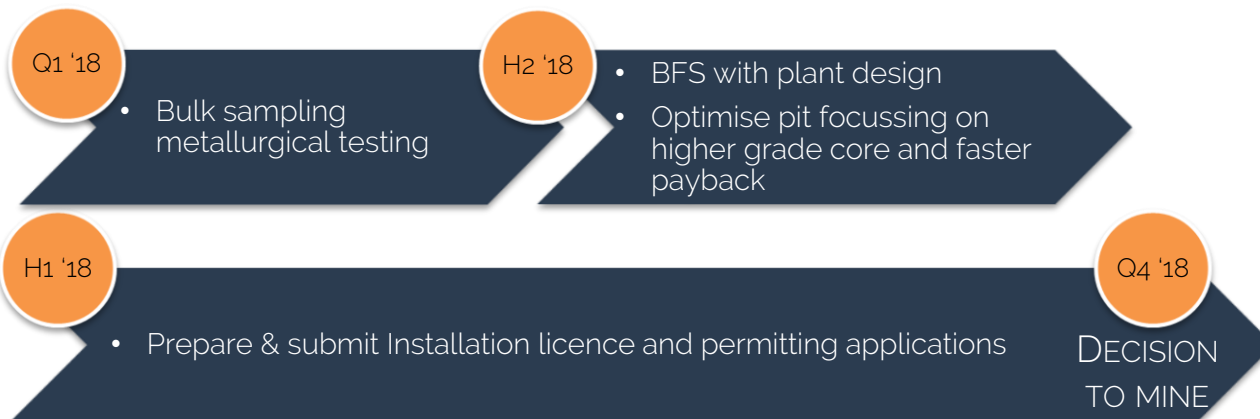 Q1 ‘18
• Bulk sampling
metallurgical testing
H2 ‘18
• BFS with plant design
• Optimise pit focussing on
higher grade core and faster
payback
H1 ‘18
• Prepare & submit Installation licence and permitting applications
Q4 ‘18
DECISION
TO MINE